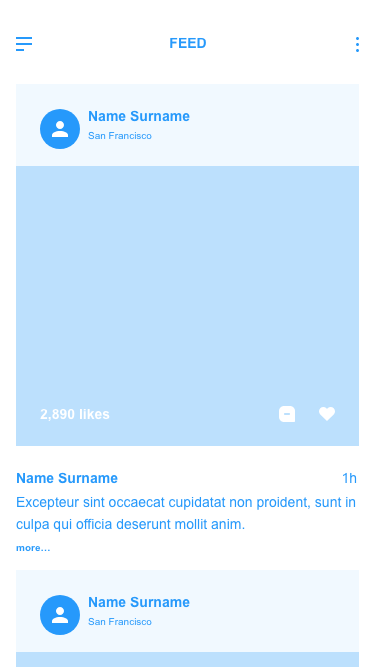 FEED
Name Surname
San Francisco
2,890 likes
Name Surname 1h
Excepteur sint occaecat cupidatat non proident, sunt in
culpa qui officia deserunt mollit anim.
more...
Name Surname
San Francisco